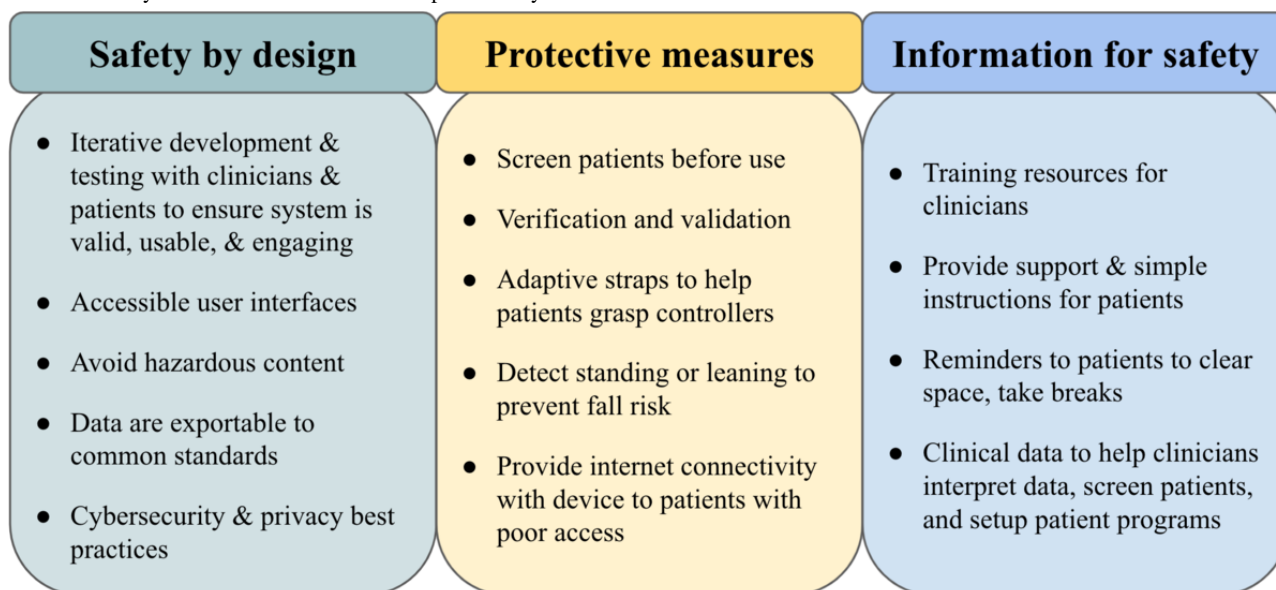 Safety by design
● Iterative development &
testing with clinicians &
patients to ensure system is
valid, usable, & engaging
● Accessible user interfaces
● Avoid hazardous content
● Data are exportable to
common standards
● Cybersecurity & privacy best
practices
Protective measures
● Screen patients before use
● Verification and validation
● Adaptive straps to help
patients grasp controllers
● Detect standing or leaning to
prevent fall risk
● Provide internet connectivity
with device to patients with
poor access
Information for safety
● Training resources for
clinicians
● Provide support & simple
instructions for patients
● Reminders to patients to clear
space, take breaks
● Clinical data to help clinicians
interpret data, screen patients,
and setup patient programs